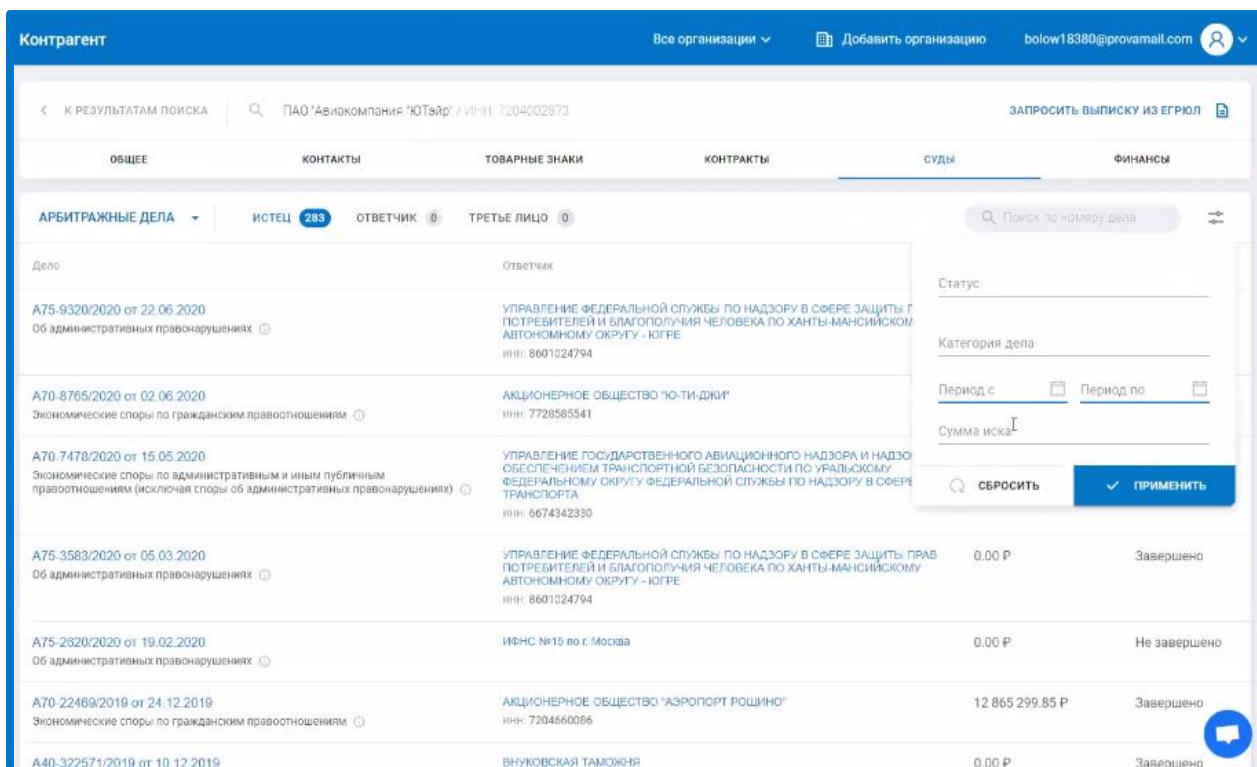 Контрагент
Все организации
Добавить организацию
bolow18380@provamail.com
К РЕЗУЛЬТАТАМ ПОИСКА
ПАО "Авиакомпания "ЮТэйр" / ИНН: 7204002873
ЗАПРОСИТЬ ВЫПИСКУ ИЗ ЕГРЮЛ
ОБЩЕЕ
КОНТАКТЫ
ТОВАРНЫЕ ЗНАКИ
КОНТРАКТЫ
СУДЫ
ФИНАНСЫ
АРБИТРАЖНЫЕ ДЕЛА
ИСТЕЦ 283
ОТВЕТЧИК 0
ТРЕТЬЕ ЛИЦО 0
Поиск по номеру дела
Дело
Ответчик
Статус
Категория дела
Период с
Период по
Сумма иска
СБРОСИТЬ
ПРИМЕНИТЬ
А75-9320/2020 от 22.06.2020
Об административных правонарушениях
УПРАВЛЕНИЕ ФЕДЕРАЛЬНОЙ СЛУЖБЫ ПО НАДЗОРУ В СФЕРЕ ЗАЩИТЫ П
ПОТРЕБИТЕЛЕЙ И БЛАГОПОЛУЧИЯ ЧЕЛОВЕКА ПО ХАНТЫ-МАНСИЙСКОМ
АВТОНОМНОМУ ОКРУГУ - ЮГРЕ
ИНН: 8601024794
А70-8765/2020 от 02.06.2020
Экономические споры по гражданским правоотношениям
АКЦИОНЕРНОЕ ОБЩЕСТВО "Ю-ТИ-ДЖИ"
ИНН: 7728585541
А70-7478/2020 от 15.05.2020
Экономические споры по административным и иным публичным
правоотношениям (исключая споры об административных правонарушениях)
УПРАВЛЕНИЕ ГОСУДАРСТВЕННОГО АВИАЦИОННОГО НАДЗОРА И НАДЗО
ОБЕСПЕЧЕНИЕМ ТРАНСПОРТНОЙ БЕЗОПАСНОСТИ ПО УРАЛЬСКОМУ
ФЕДЕРАЛЬНОМУ ОКРУГУ ФЕДЕРАЛЬНОЙ СЛУЖБЫ ПО НАДЗОРУ В СФЕРЕ
ТРАНСПОРТА
ИНН: 6674342330
А75-3583/2020 от 05.03.2020
Об административных правонарушениях
УПРАВЛЕНИЕ ФЕДЕРАЛЬНОЙ СЛУЖБЫ ПО НАДЗОРУ В СФЕРЕ ЗАЩИТЫ ПРАВ
ПОТРЕБИТЕЛЕЙ И БЛАГОПОЛУЧИЯ ЧЕЛОВЕКА ПО ХАНТЫ-МАНСИЙСКОМУ
АВТОНОМНОМУ ОКРУГУ - ЮГРЕ
ИНН: 8601024794
0.00 ₽
Завершено
А75-2620/2020 от 19.02.2020
Об административных правонарушениях
ИФНС №15 по г. Москва
0.00 ₽
Не завершено
А70-22469/2019 от 24.12.2019
Экономические споры по гражданским правоотношениям
АКЦИОНЕРНОЕ ОБЩЕСТВО "АЭРОПОРТ РОЩИНО"
ИНН: 7204660086
12 865 299.85 ₽
Завершено
А40-322571/2019 от 10.12.2019
ВНУКОВСКАЯ ТАМОЖНЯ
0.00 ₽
Завершено